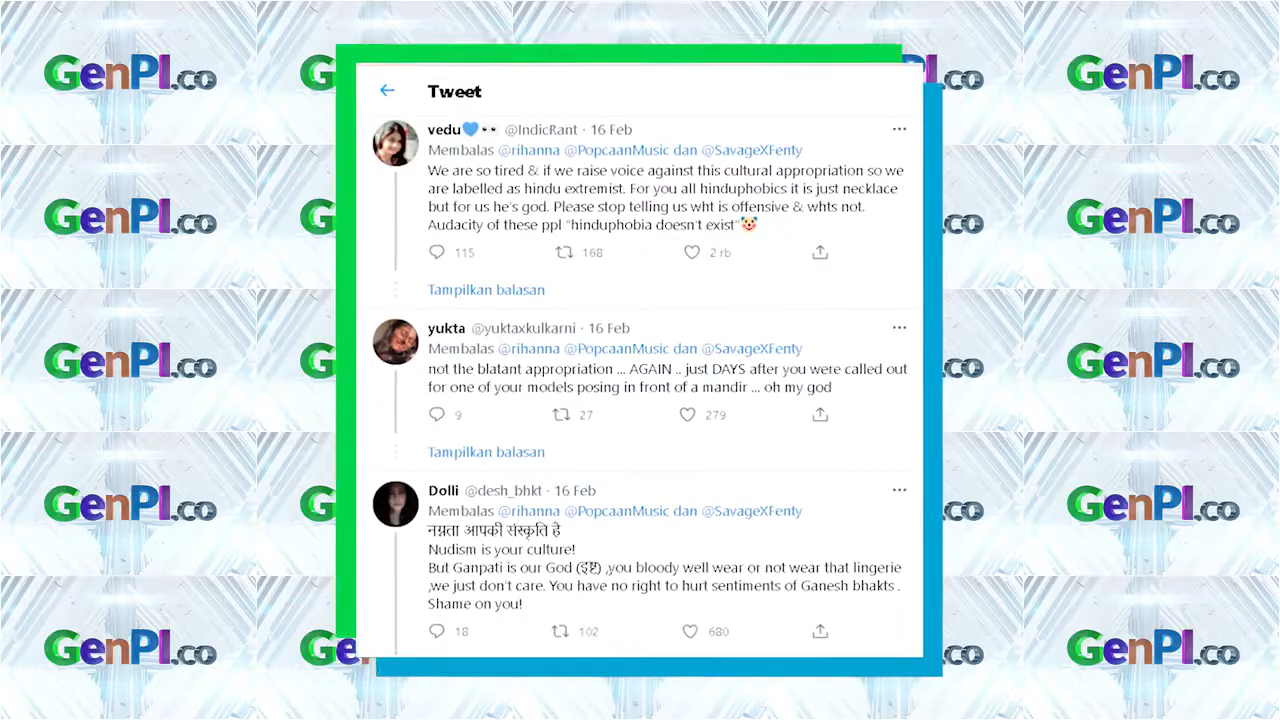 GenPI.co
Tweet
vedu💙👀 @IndicRant · 16 Feb
Membalas @rihanna @PopcaanMusic dan @SavageXFenty
We are so tired & if we raise voice against this cultural appropriation so we
are labelled as hindu extremist. For you all hinduphobics it is just necklace
but for us he's god. Please stop telling us wht is offensive & whts not.
Audacity of these ppl "hinduphobia doesn't exist"🤡
115 168 2 rb
Tampilkan balasan
yukta @yuktaxkulkarni · 16 Feb
Membalas @rihanna @PopcaanMusic dan @SavageXFenty
not the blatant appropriation ... AGAIN .. just DAYS after you were called out
for one of your models posing in front of a mandir ... oh my god
9 27 279
Tampilkan balasan
Dolli @desh_bhkt · 16 Feb
Membalas @rihanna @PopcaanMusic dan @SavageXFenty
नग्नता आपकी संस्कृति है
Nudism is your culture!
But Ganpati is our God (इष्ट) ,you bloody well wear or not wear that lingerie
,we just don't care. You have no right to hurt sentiments of Ganesh bhakts .
Shame on you!
18 102 680